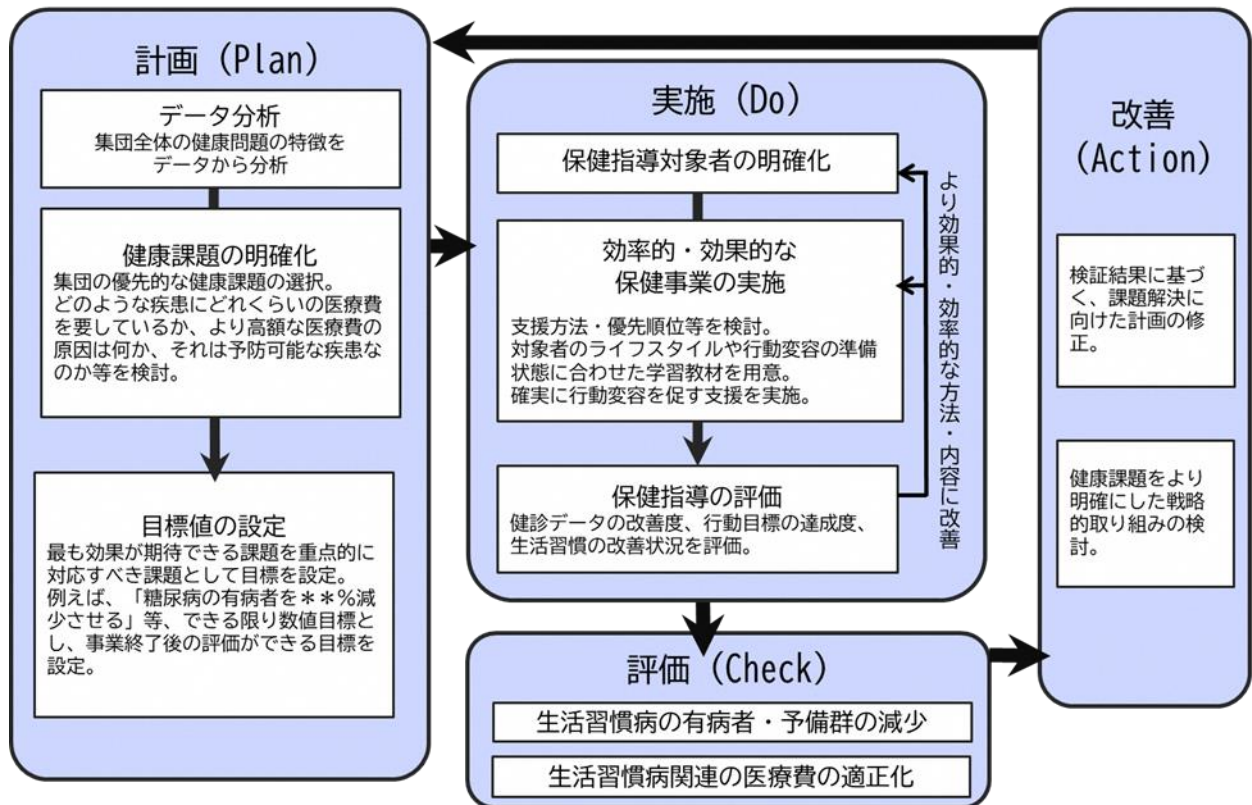 計画 (Plan)
データ分析
集団全体の健康問題の特徴を
データから分析
健康課題の明確化
集団の優先的な健康課題の選択。
どのような疾患にどれくらいの医療費
を要しているか、より高額な医療費の
原因は何か、それは予防可能な疾患な
のか等を検討。
目標値の設定
最も効果が期待できる課題を重点的に
対応すべき課題として目標を設定。
例えば、「糖尿病の有病者を＊＊%減
少させる」等、できる限り数値目標と
し、事業終了後の評価ができる目標を
設定。
実施 (Do)
保健指導対象者の明確化
効率的・効果的な
保健事業の実施
支援方法・優先順位等を検討。
対象者のライフスタイルや行動変容の準備
状態に合わせた学習教材を用意。
確実に行動変容を促す支援を実施。
保健指導の評価
健診データの改善度、行動目標の達成度、
生活習慣の改善状況を評価。
より効果的・効率的な方法・内容に改善
評価 (Check)
生活習慣病の有病者・予備群の減少
生活習慣病関連の医療費の適正化
改善
(Action)
検証結果に基づ
く、課題解決に
向けた計画の修
正。
健康課題をより
明確にした戦略
的取り組みの検
討。